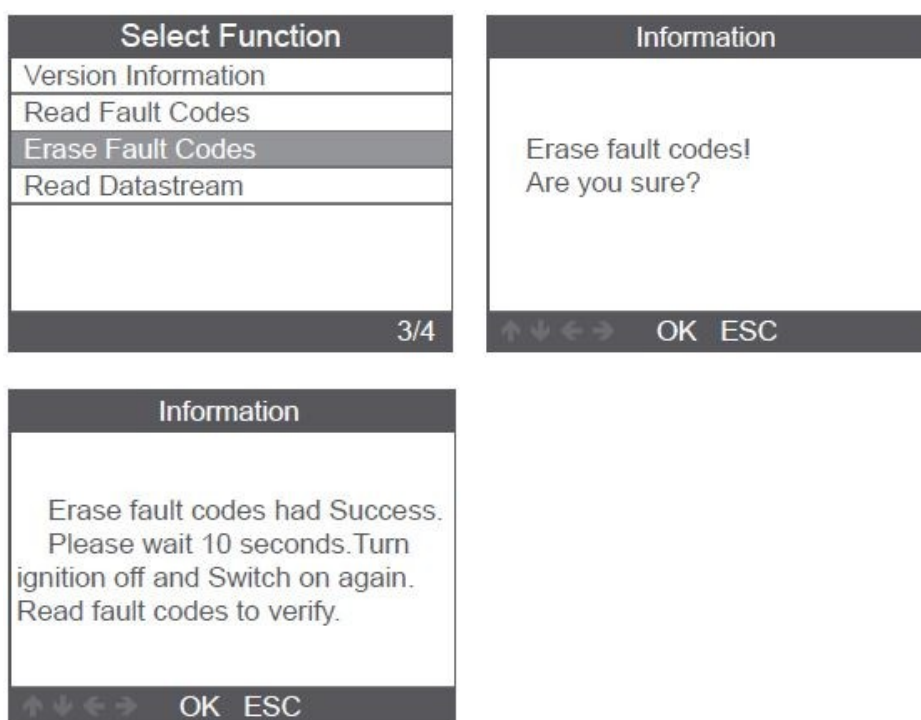 Select Function
Version Information
Read Fault Codes
Erase Fault Codes
Read Datastream
3/4
Information
Erase fault codes!
Are you sure?
OK ESC
Information
Erase fault codes had Success.
Please wait 10 seconds.Turn
ignition off and Switch on again.
Read fault codes to verify.
OK ESC